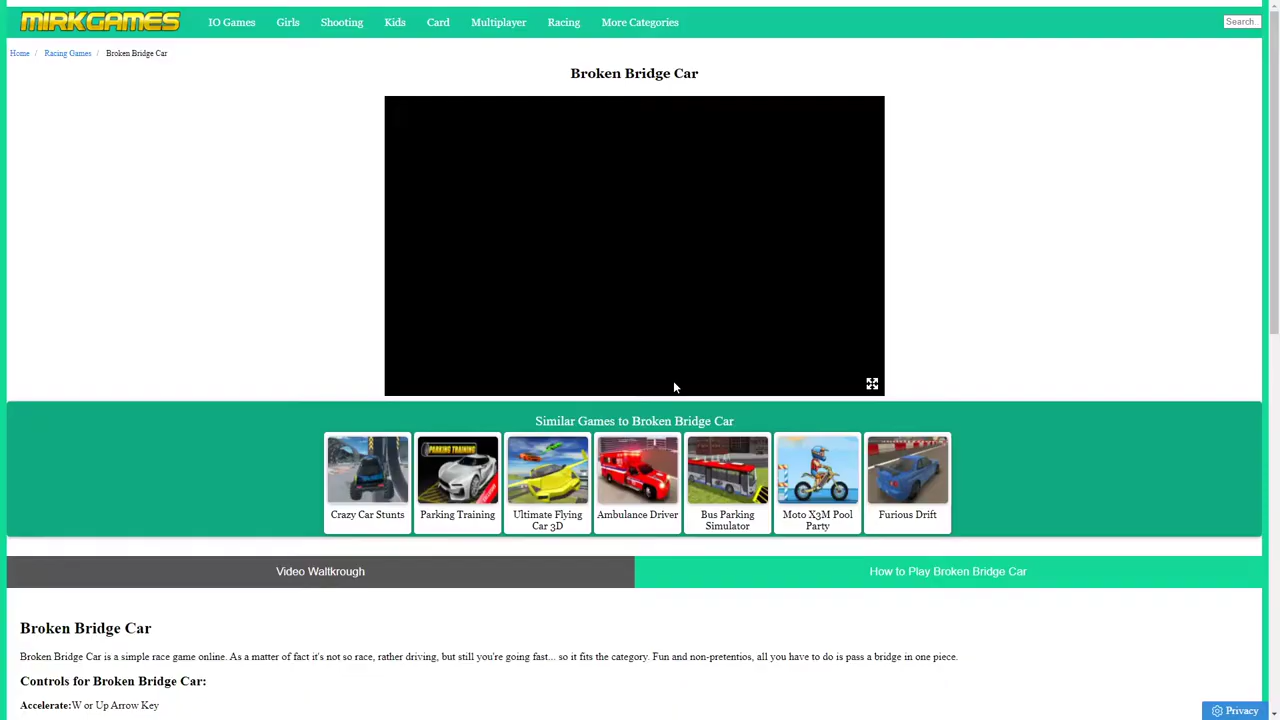 MIRKGAMES IO Games Girls Shooting Kids Card Multiplayer Racing More Categories Search...
Home / Racing Games / Broken Bridge Car
Broken Bridge Car
Similar Games to Broken Bridge Car
PARKING TRAINING
Crazy Car Stunts
Parking Training
Ultimate Flying
Car 3D
Ambulance Driver
Bus Parking
Simulator
Moto X3M Pool
Party
Furious Drift
Video Waltkrough
How to Play Broken Bridge Car
Broken Bridge Car
Broken Bridge Car is a simple race game online. As a matter of fact it's not so race, rather driving, but still you're going fast... so it fits the category. Fun and non-pretentios, all you have to do is pass a bridge in one piece.
Controls for Broken Bridge Car:
Accelerate:W or Up Arrow Key
Privacy